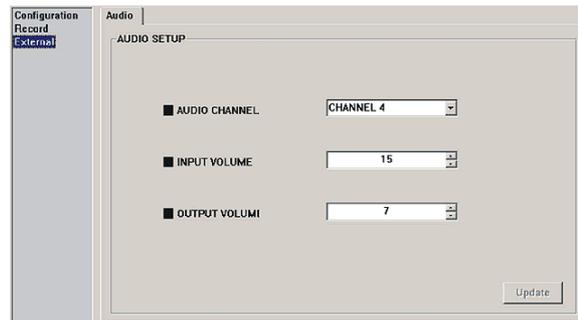 Configuration
Record
External
Audio
AUDIO SETUP
AUDIO CHANNEL
CHANNEL 4
INPUT VOLUME
15
OUTPUT VOLUMI
7
Update